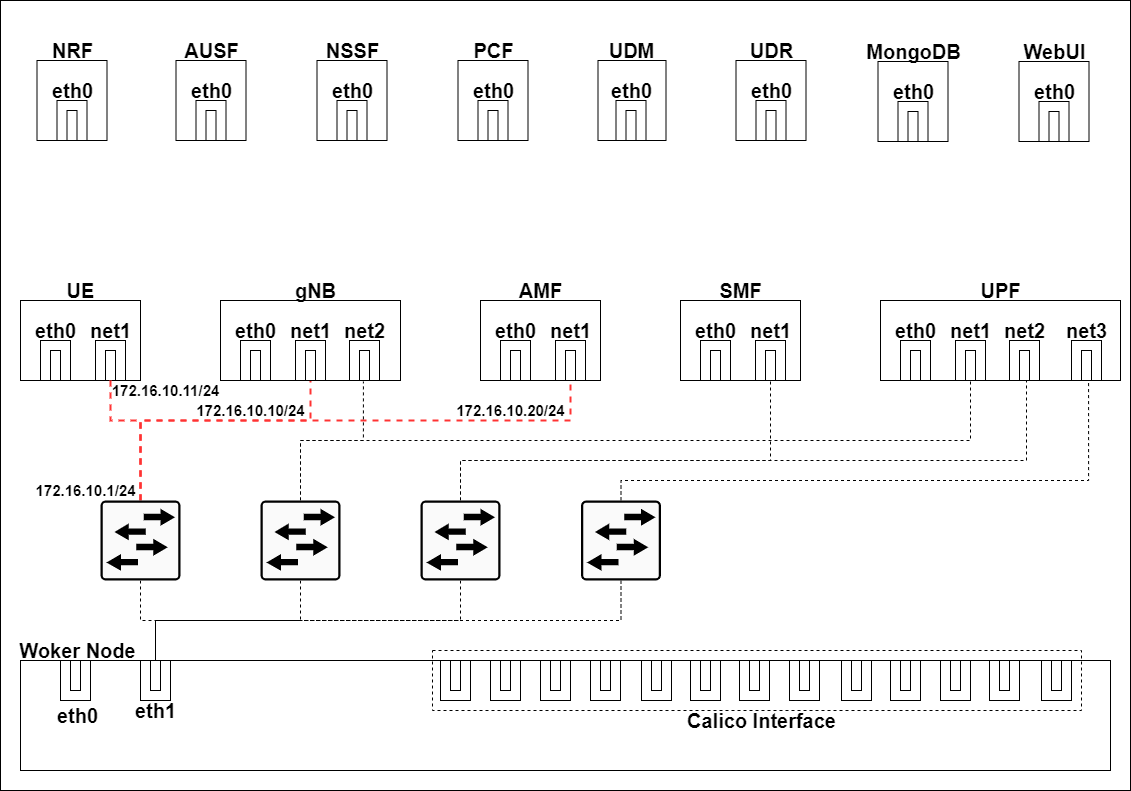 NRF AUSF NSSF PCF UDM UDR MongoDB WebUI
eth0 eth0 eth0 eth0 eth0 eth0 eth0 eth0
UE gNB AMF SMF UPF
eth0 net1 eth0 net1 net2 eth0 net1 eth0 net1 eth0 net1 net2 net3
172.16.10.11/24
172.16.10.10/24 172.16.10.20/24
172.16.10.1/24
Woker Node
eth0 eth1
Calico Interface